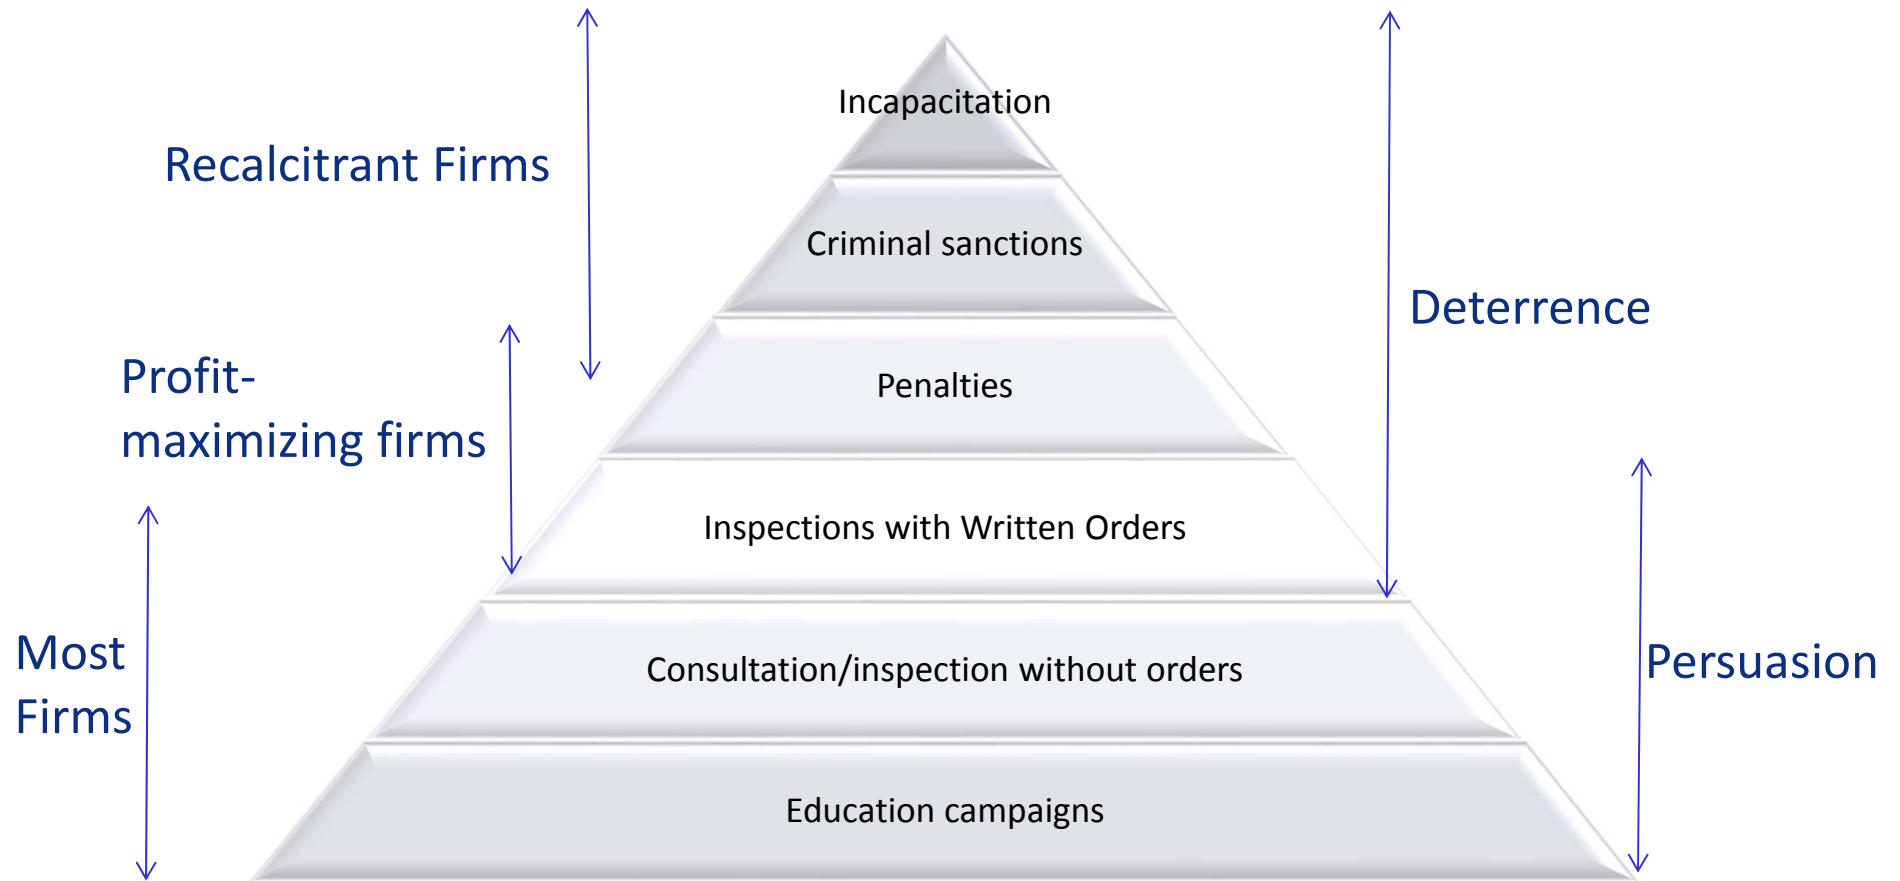 Incapacitation
Recalcitrant Firms
Criminal sanctions
Deterrence
Profit-
maximizing firms
Penalties
Inspections with Written Orders
Most
Firms
Consultation/inspection without orders
Persuasion
Education campaigns